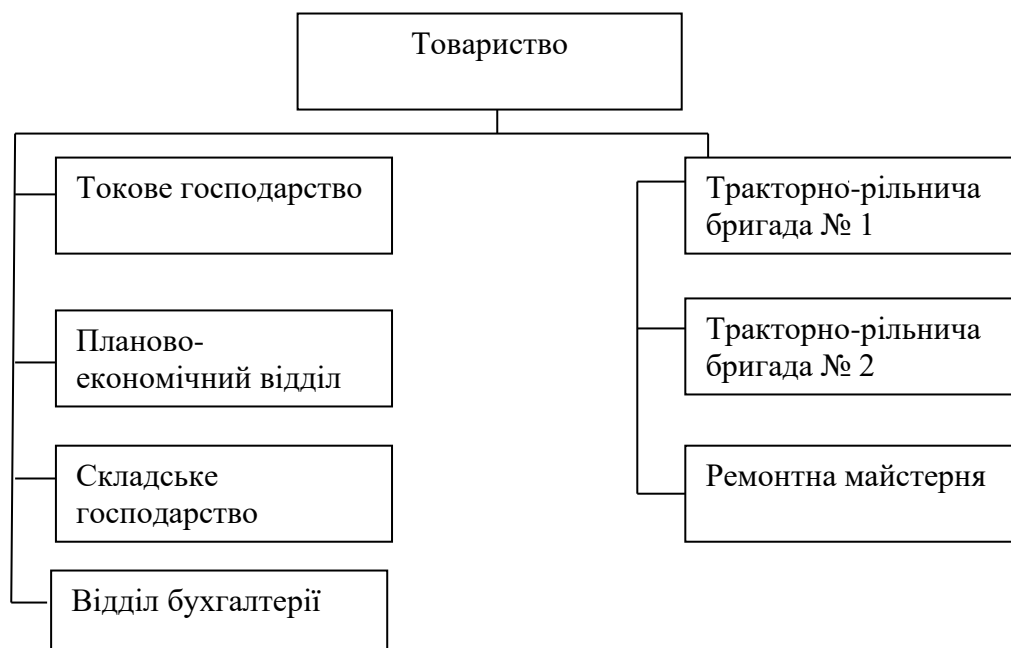 Товариство
Токове господарство
Планово-
економічний відділ
Складське
господарство
Відділ бухгалтерії
Тракторно-рільнича
бригада № 1
Тракторно-рільнича
бригада № 2
Ремонтна майстерня